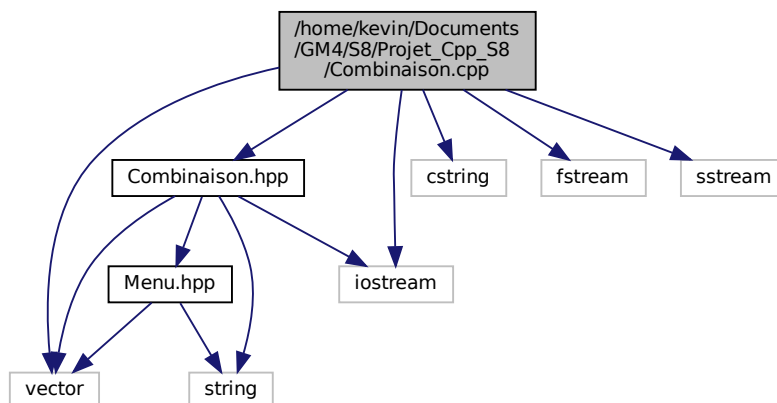 /home/kevin/Documents
/GM4/S8/Projet_Cpp_S8
/Combinaison.cpp
Combinaison.hpp
cstring
fstream
sstream
Menu.hpp
iostream
vector
string